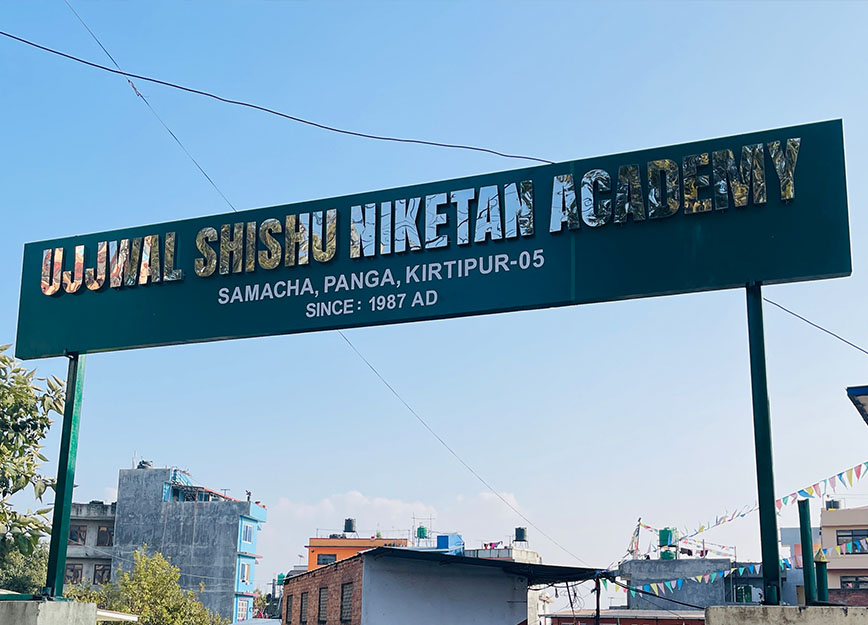 UJJWAL SHISHU NIKETAN ACADEMY
SAMACHA, PANGA, KIRTIPUR-05
SINCE: 1987 AD